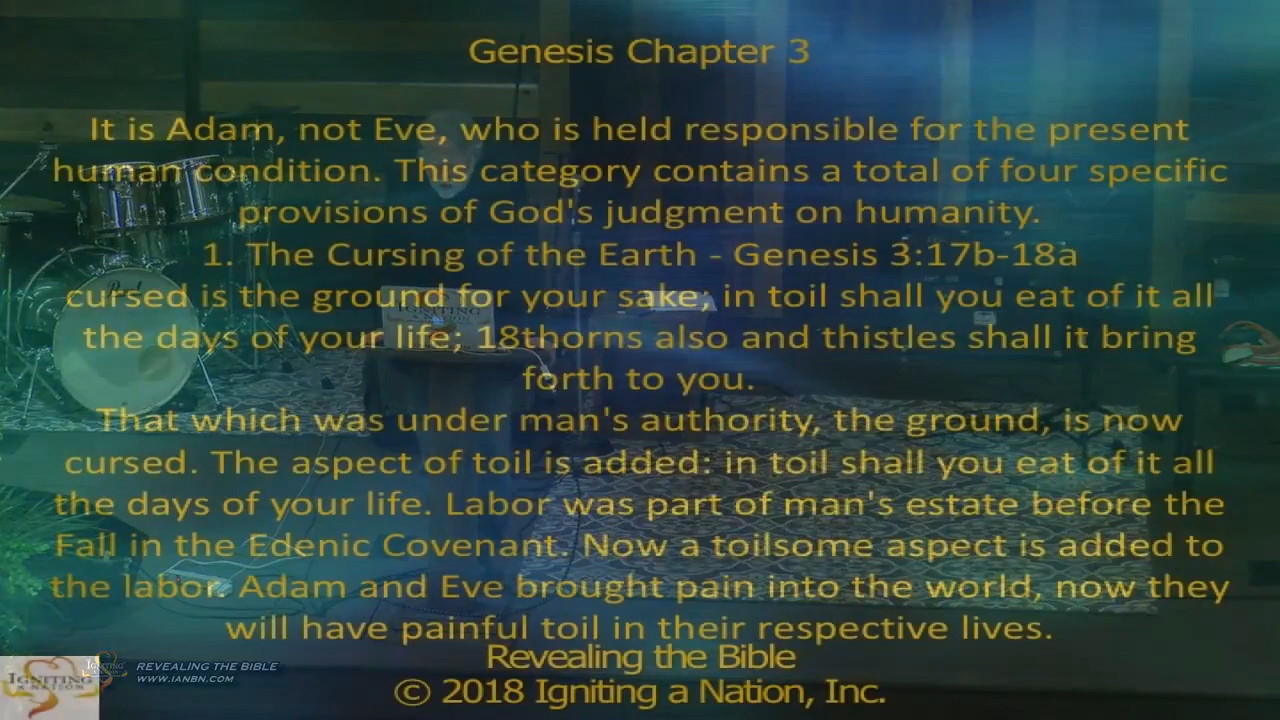 Genesis Chapter 3
It is Adam, not Eve, who is held responsible for the present
human condition. This category contains a total of four specific
provisions of God's judgment on humanity.
1. The Cursing of the Earth - Genesis 3:17b-18a
cursed is the ground for your sake; in toil shall you eat of it all
the days of your life; 18thorns also and thistles shall it bring
forth to you.
That which was under man's authority, the ground, is now
cursed. The aspect of toil is added: in toil shall you eat of it all
the days of your life. Labor was part of man's estate before the
Fall in the Edenic Covenant. Now a toilsome aspect is added to
the labor. Adam and Eve brought pain into the world, now they
will have painful toil in their respective lives.
Revealing the Bible
© 2018 Igniting a Nation, Inc.
REVEALING THE BIBLE
WWW.IANBN.COM
IGNITING
A NATION
IGNITING
IGNITING
A NATION
Pearl